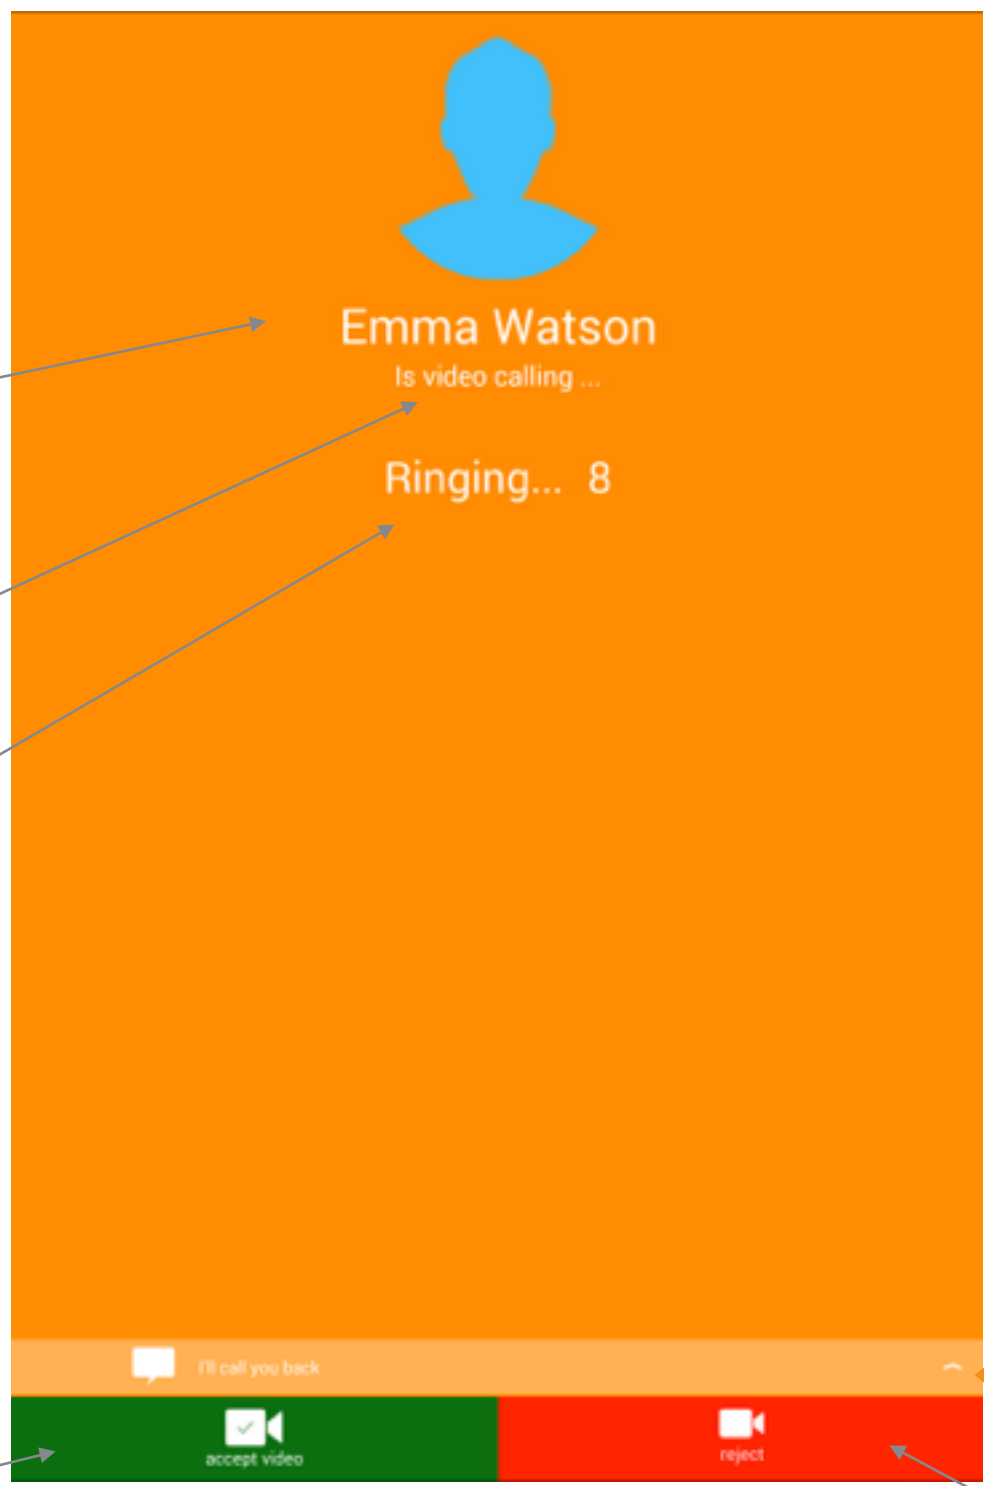 Emma Watson
Is video calling ...
Ringing... 8
I'll call you back
accept video
reject